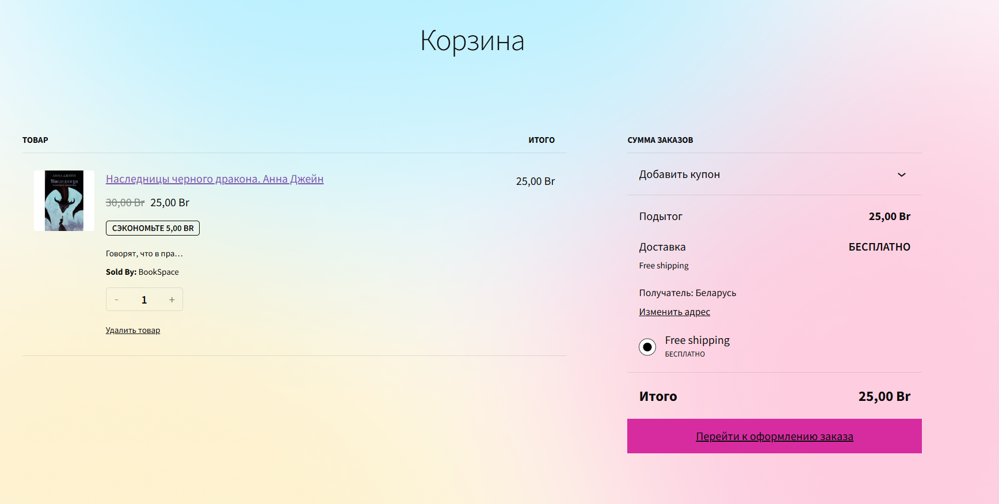 Корзина
ТОВАР
ИТОГО
Наследницы черного дракона. Анна Джейн
25,00 Br
30,00 Br 25,00 Br
СЭКОНОМЬТЕ 5,00 BR
Говорят, что в пра…
Sold By: BookSpace
- 1 +
Удалить товар
АННА ДЖЕЙН
Наследница
ЧЕРНОГО ДРАКОНА
СУММА ЗАКАЗОВ
Добавить купон
Подытог 25,00 Br
Доставка БЕСПЛАТНО
Free shipping
Получатель: Беларусь
Изменить адрес
Free shipping
БЕСПЛАТНО
Итого 25,00 Br
Перейти к оформлению заказа